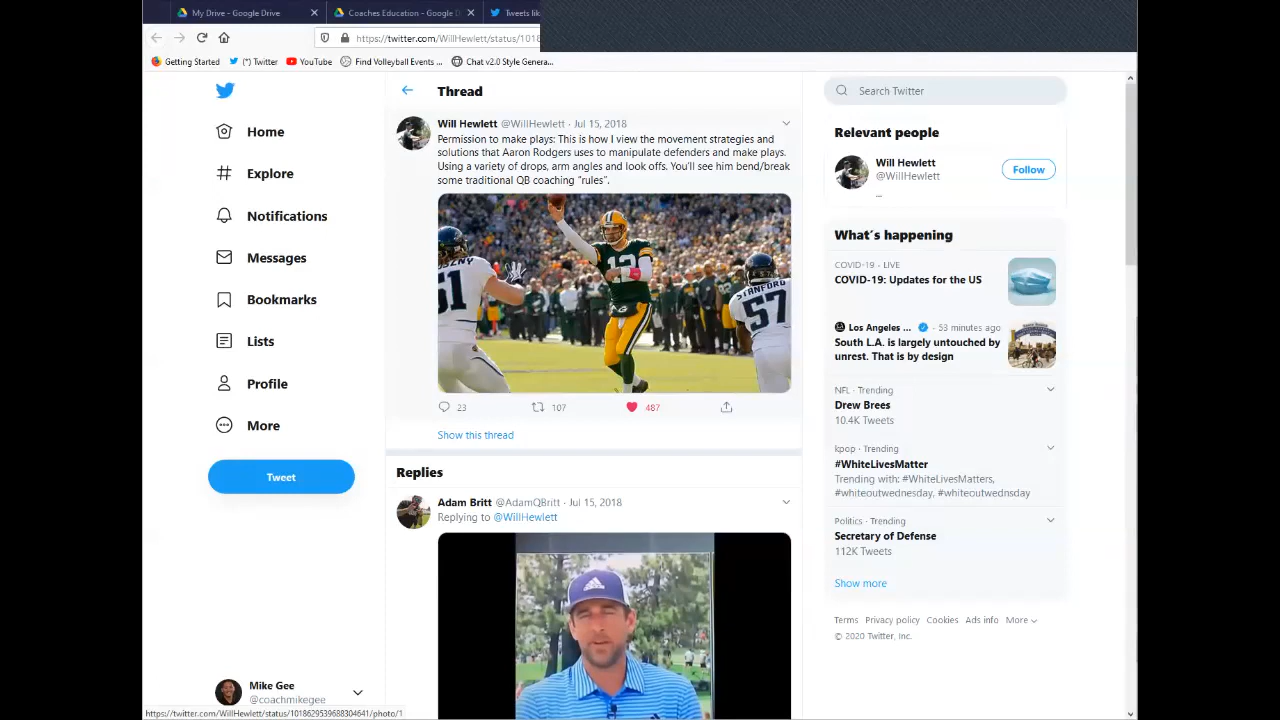 My Drive - Google Drive
Coaches Education - Google D
Tweets lik
https://twitter.com/WillHewlett/status/1018
Getting Started
(*) Twitter
YouTube
Find Volleyball Events ...
Chat v2.0 Style Genera...
Home
Explore
Notifications
Messages
Bookmarks
Lists
Profile
More
Tweet
Mike Gee
@coachmikegee
https://twitter.com/WillHewlett/status/1018629539688304641/photo/1
Thread
Will Hewlett @WillHewlett · Jul 15, 2018
Permission to make plays: This is how I view the movement strategies and
solutions that Aaron Rodgers uses to manipulate defenders and make plays.
Using a variety of drops, arm angles and look offs. You'll see him bend/break
some traditional QB coaching "rules".
51
12
G
STANFORD
57
23
107
487
Show this thread
Replies
Adam Britt @AdamQBritt · Jul 15, 2018
Replying to @WillHewlett
Search Twitter
Relevant people
Will Hewlett
@WillHewlett
Follow
...
What's happening
COVID-19 · LIVE
COVID-19: Updates for the US
Los Angeles ... · 53 minutes ago
South L.A. is largely untouched by
unrest. That is by design
NFL · Trending
Drew Brees
10.4K Tweets
kpop · Trending
#WhiteLivesMatter
Trending with: #WhiteLivesMatter,
#whiteoutwednesday, #whiteoutwednsday
Politics · Trending
Secretary of Defense
112K Tweets
Show more
Terms Privacy policy Cookies Ads info More
© 2020 Twitter, Inc.